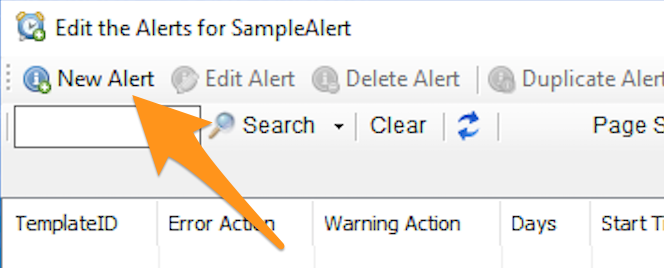 Edit the Alerts for SampleAlert
New Alert Edit Alert Delete Alert Duplicate Alert
Search Clear Page S
TemplateID Error Action Warning Action Days Start Ti